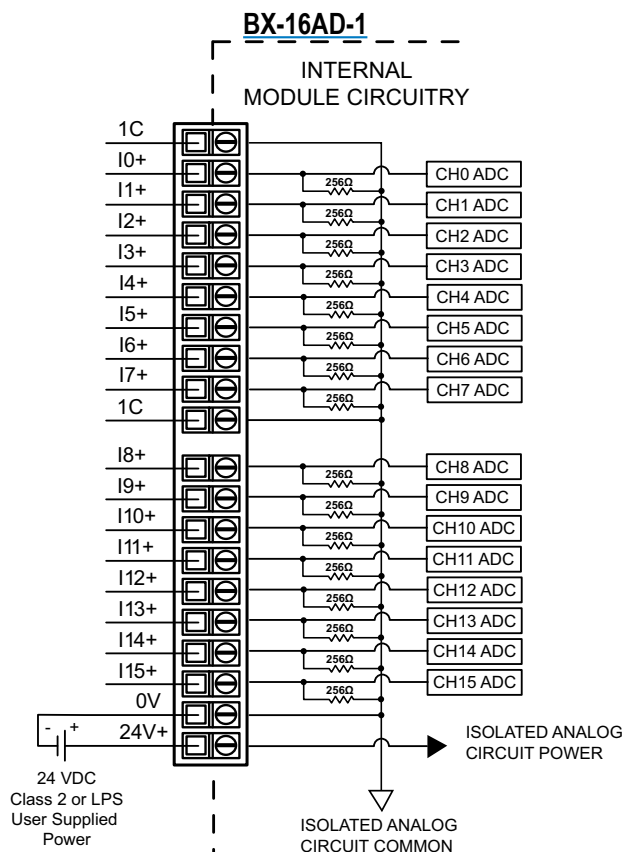 BX-16AD-1
INTERNAL
MODULE CIRCUITRY
1C
I0+
256Ω
CH0 ADC
I1+
256Ω
CH1 ADC
I2+
256Ω
CH2 ADC
I3+
256Ω
CH3 ADC
I4+
256Ω
CH4 ADC
I5+
256Ω
CH5 ADC
I6+
256Ω
CH6 ADC
I7+
256Ω
CH7 ADC
1C
I8+
256Ω
CH8 ADC
I9+
256Ω
CH9 ADC
I10+
256Ω
CH10 ADC
I11+
256Ω
CH11 ADC
I12+
256Ω
CH12 ADC
I13+
256Ω
CH13 ADC
I14+
256Ω
CH14 ADC
I15+
256Ω
CH15 ADC
0V
24V+
- +
ISOLATED ANALOG
CIRCUIT POWER
24 VDC
Class 2 or LPS
User Supplied
Power
ISOLATED ANALOG
CIRCUIT COMMON